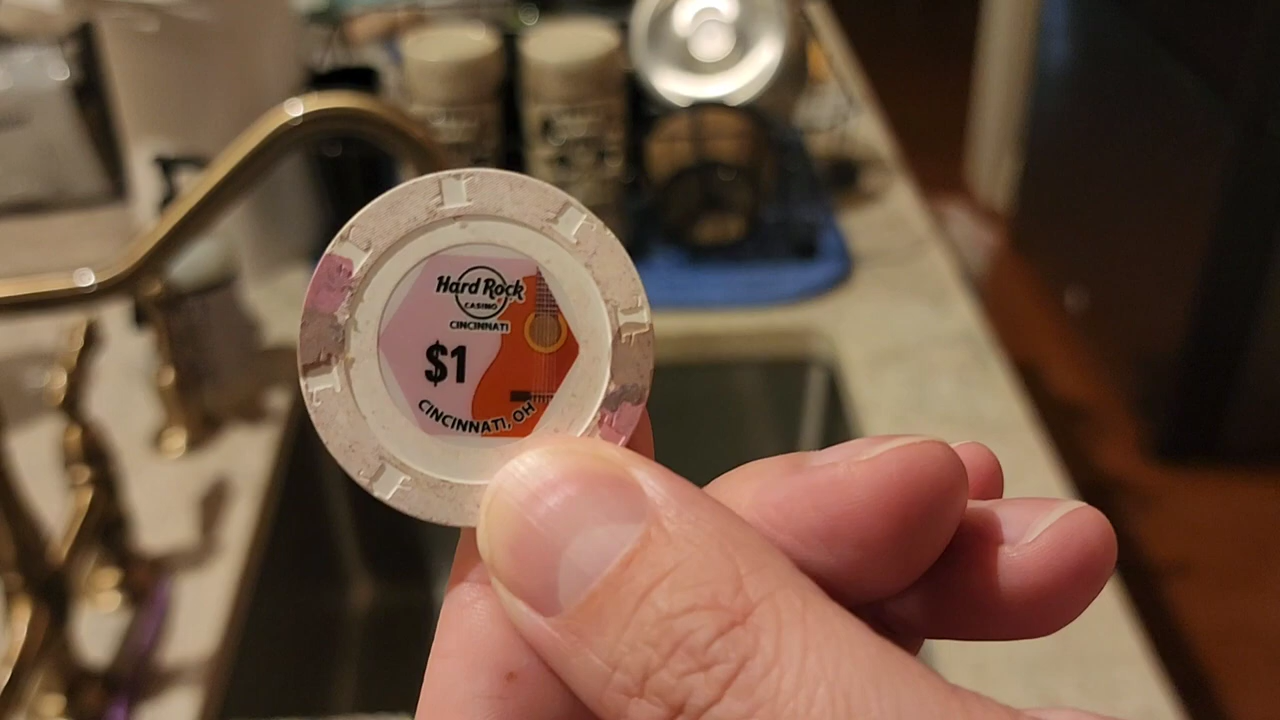 Hard Rock
CASINO
CINCINNATI
$1
CINCINNATI, OH